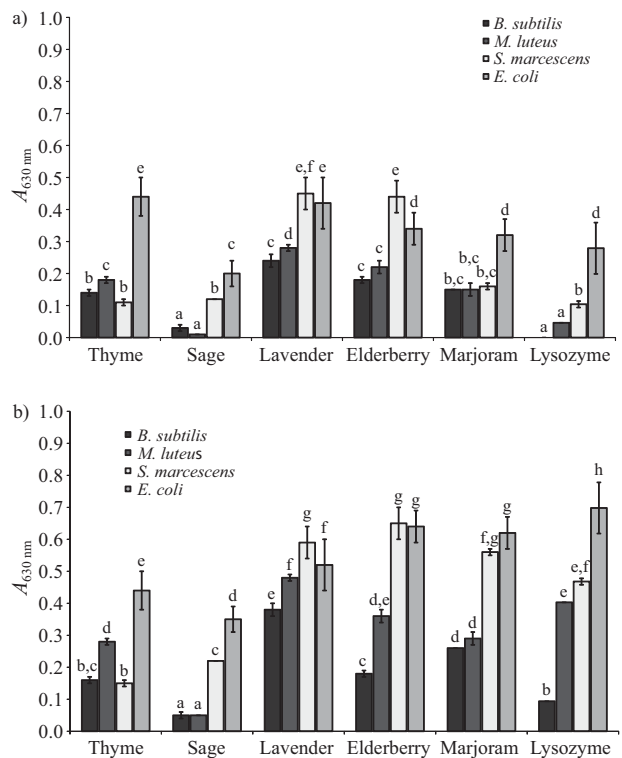 a)
1.0
0.9
0.8
0.7
0.6
0.5
0.4
0.3
0.2
0.1
0.0
A630 nm
B. subtilis
M. luteus
S. marcescens
E. coli
b c b e
a a b c
c d e,f e
c c e d
b,c b,c b,c d
a a b d
Thyme Sage Lavender Elderberry Marjoram Lysozyme
b)
1.0
0.9
0.8
0.7
0.6
0.5
0.4
0.3
0.2
0.1
0.0
A630 nm
B. subtilis
M. luteus
S. marcescens
E. coli
b,c d b e
a a c d
e f g f
c d,e g g
d d f,g g
b e e,f h
Thyme Sage Lavender Elderberry Marjoram Lysozyme